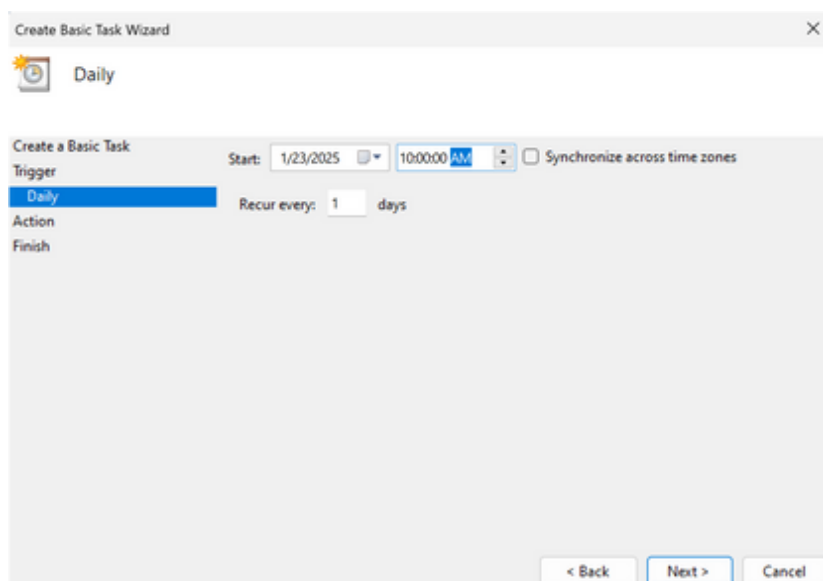 Create Basic Task Wizard
Daily
Create a Basic Task
Trigger
Daily
Action
Finish
Start: 1/23/2025 10:00:00 AM Synchronize across time zones
Recur every: 1 days
< Back Next > Cancel